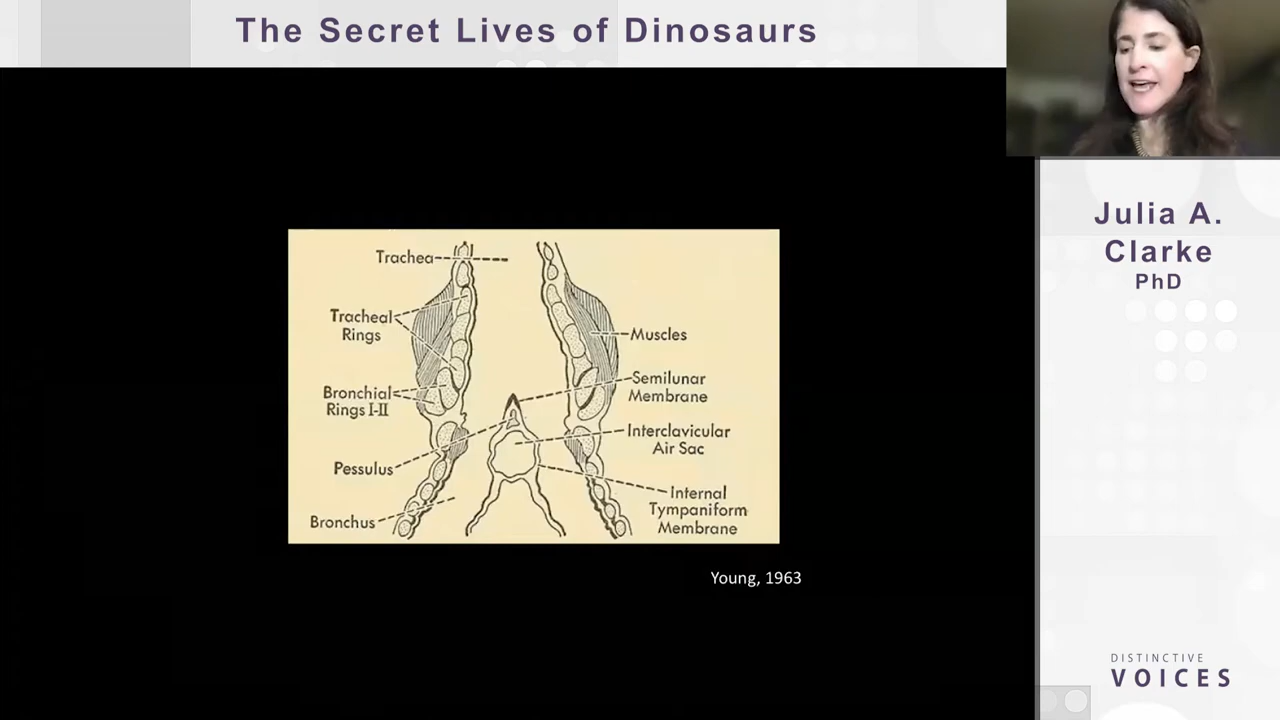 The Secret Lives of Dinosaurs
Trachea
Tracheal
Rings
Bronchial
Rings I-II
Pessulus
Bronchus
Muscles
Semilunar
Membrane
Interclavicular
Air Sac
Internal
Tympaniform
Membrane
Young, 1963
Julia A.
Clarke
PhD
DISTINCTIVE
VOICES